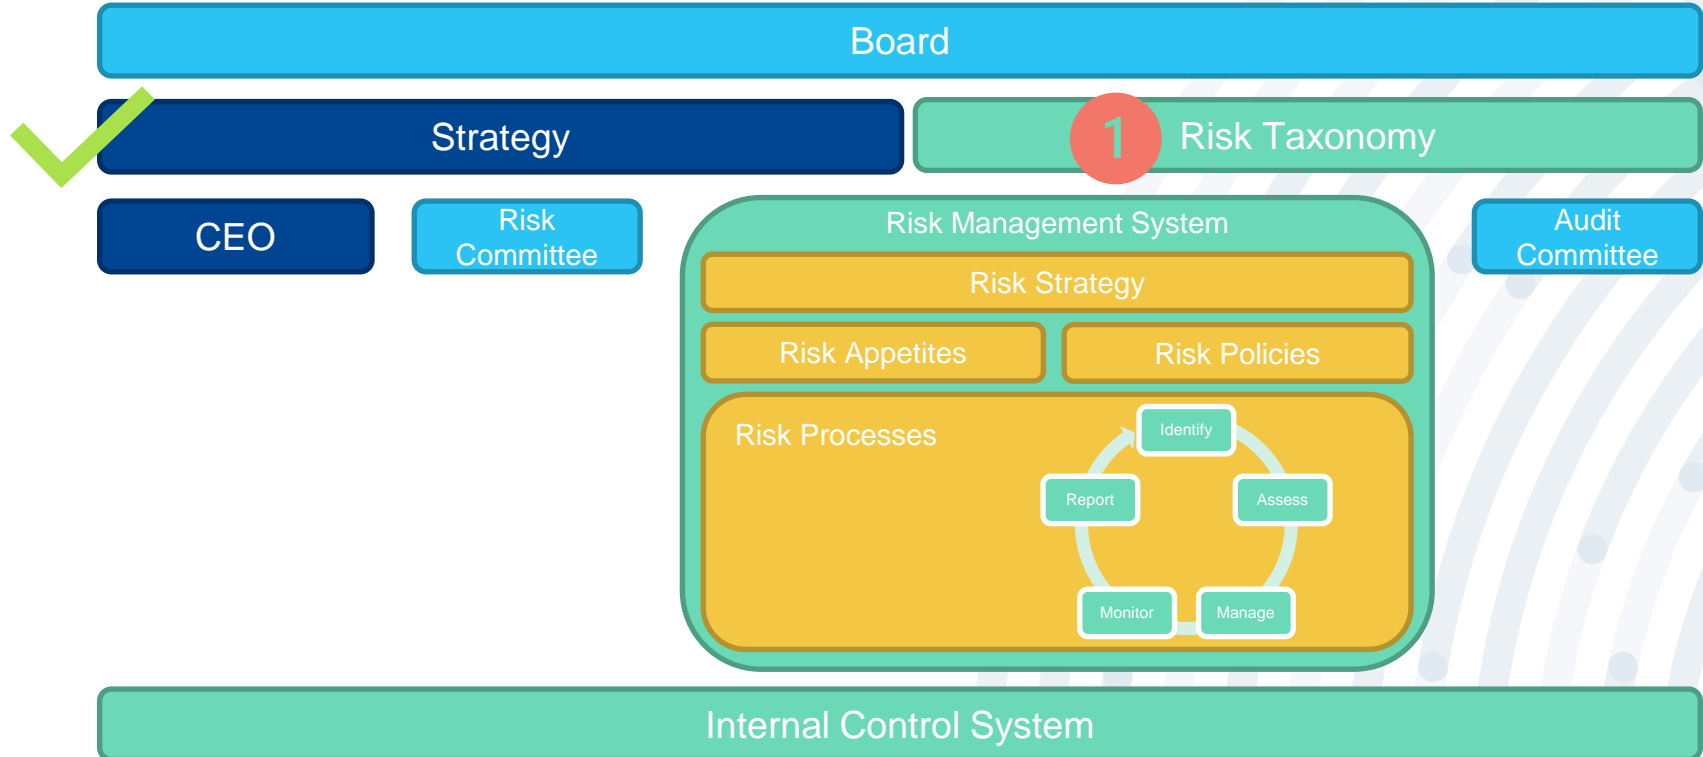 Board
Strategy
1
Risk Taxonomy
CEO
Risk
Committee
Risk Management System
Audit
Committee
Risk Strategy
Risk Appetites
Risk Policies
Risk Processes
Identify
Report
Assess
Monitor
Manage
Internal Control System